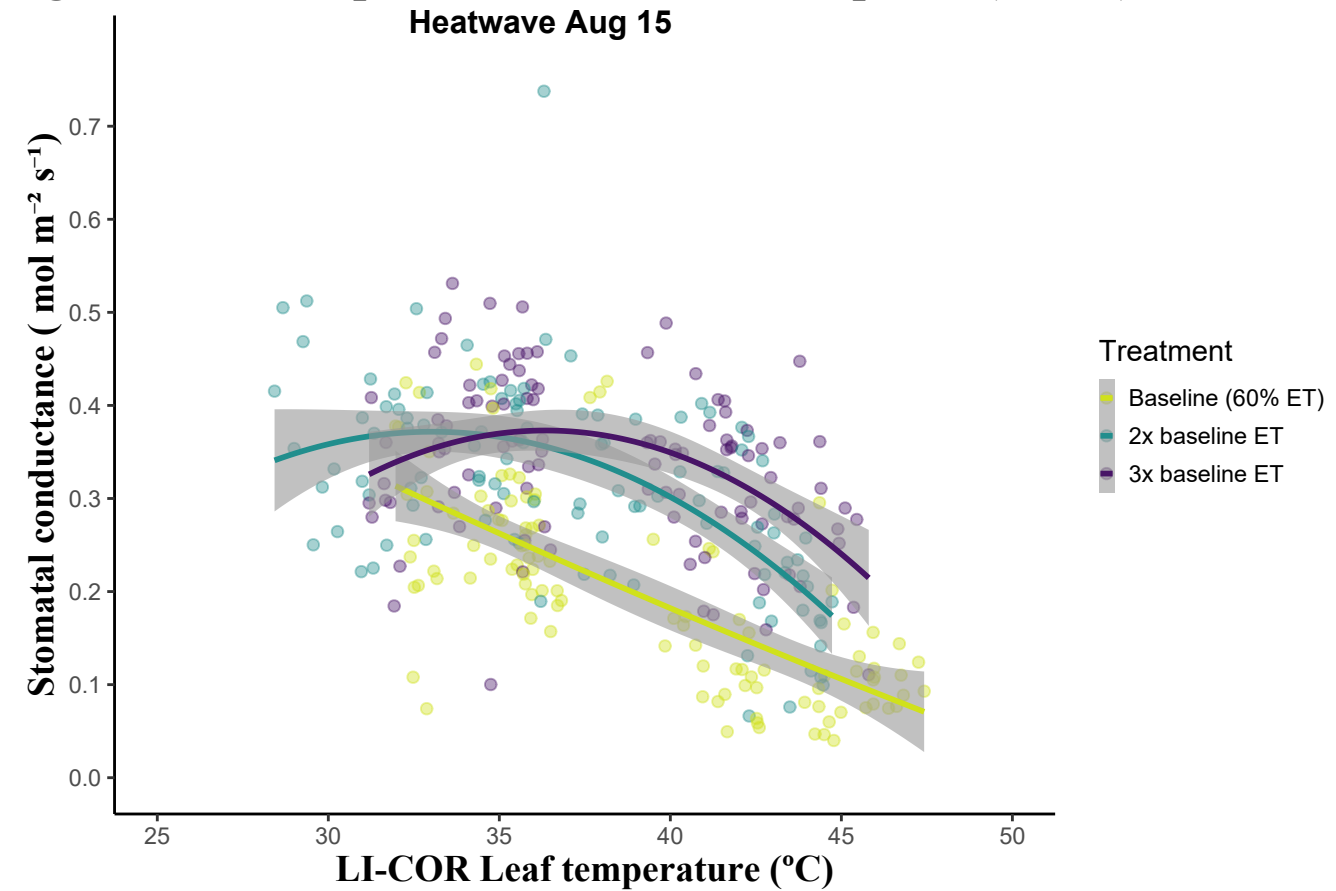 Heatwave Aug 15
Stomatal conductance ( mol m⁻² s⁻¹)
0.7
0.6
0.5
0.4
0.3
0.2
0.1
0.0
25 30 35 40 45 50
LI-COR Leaf temperature (ºC)
Treatment
Baseline (60% ET)
2x baseline ET
3x baseline ET